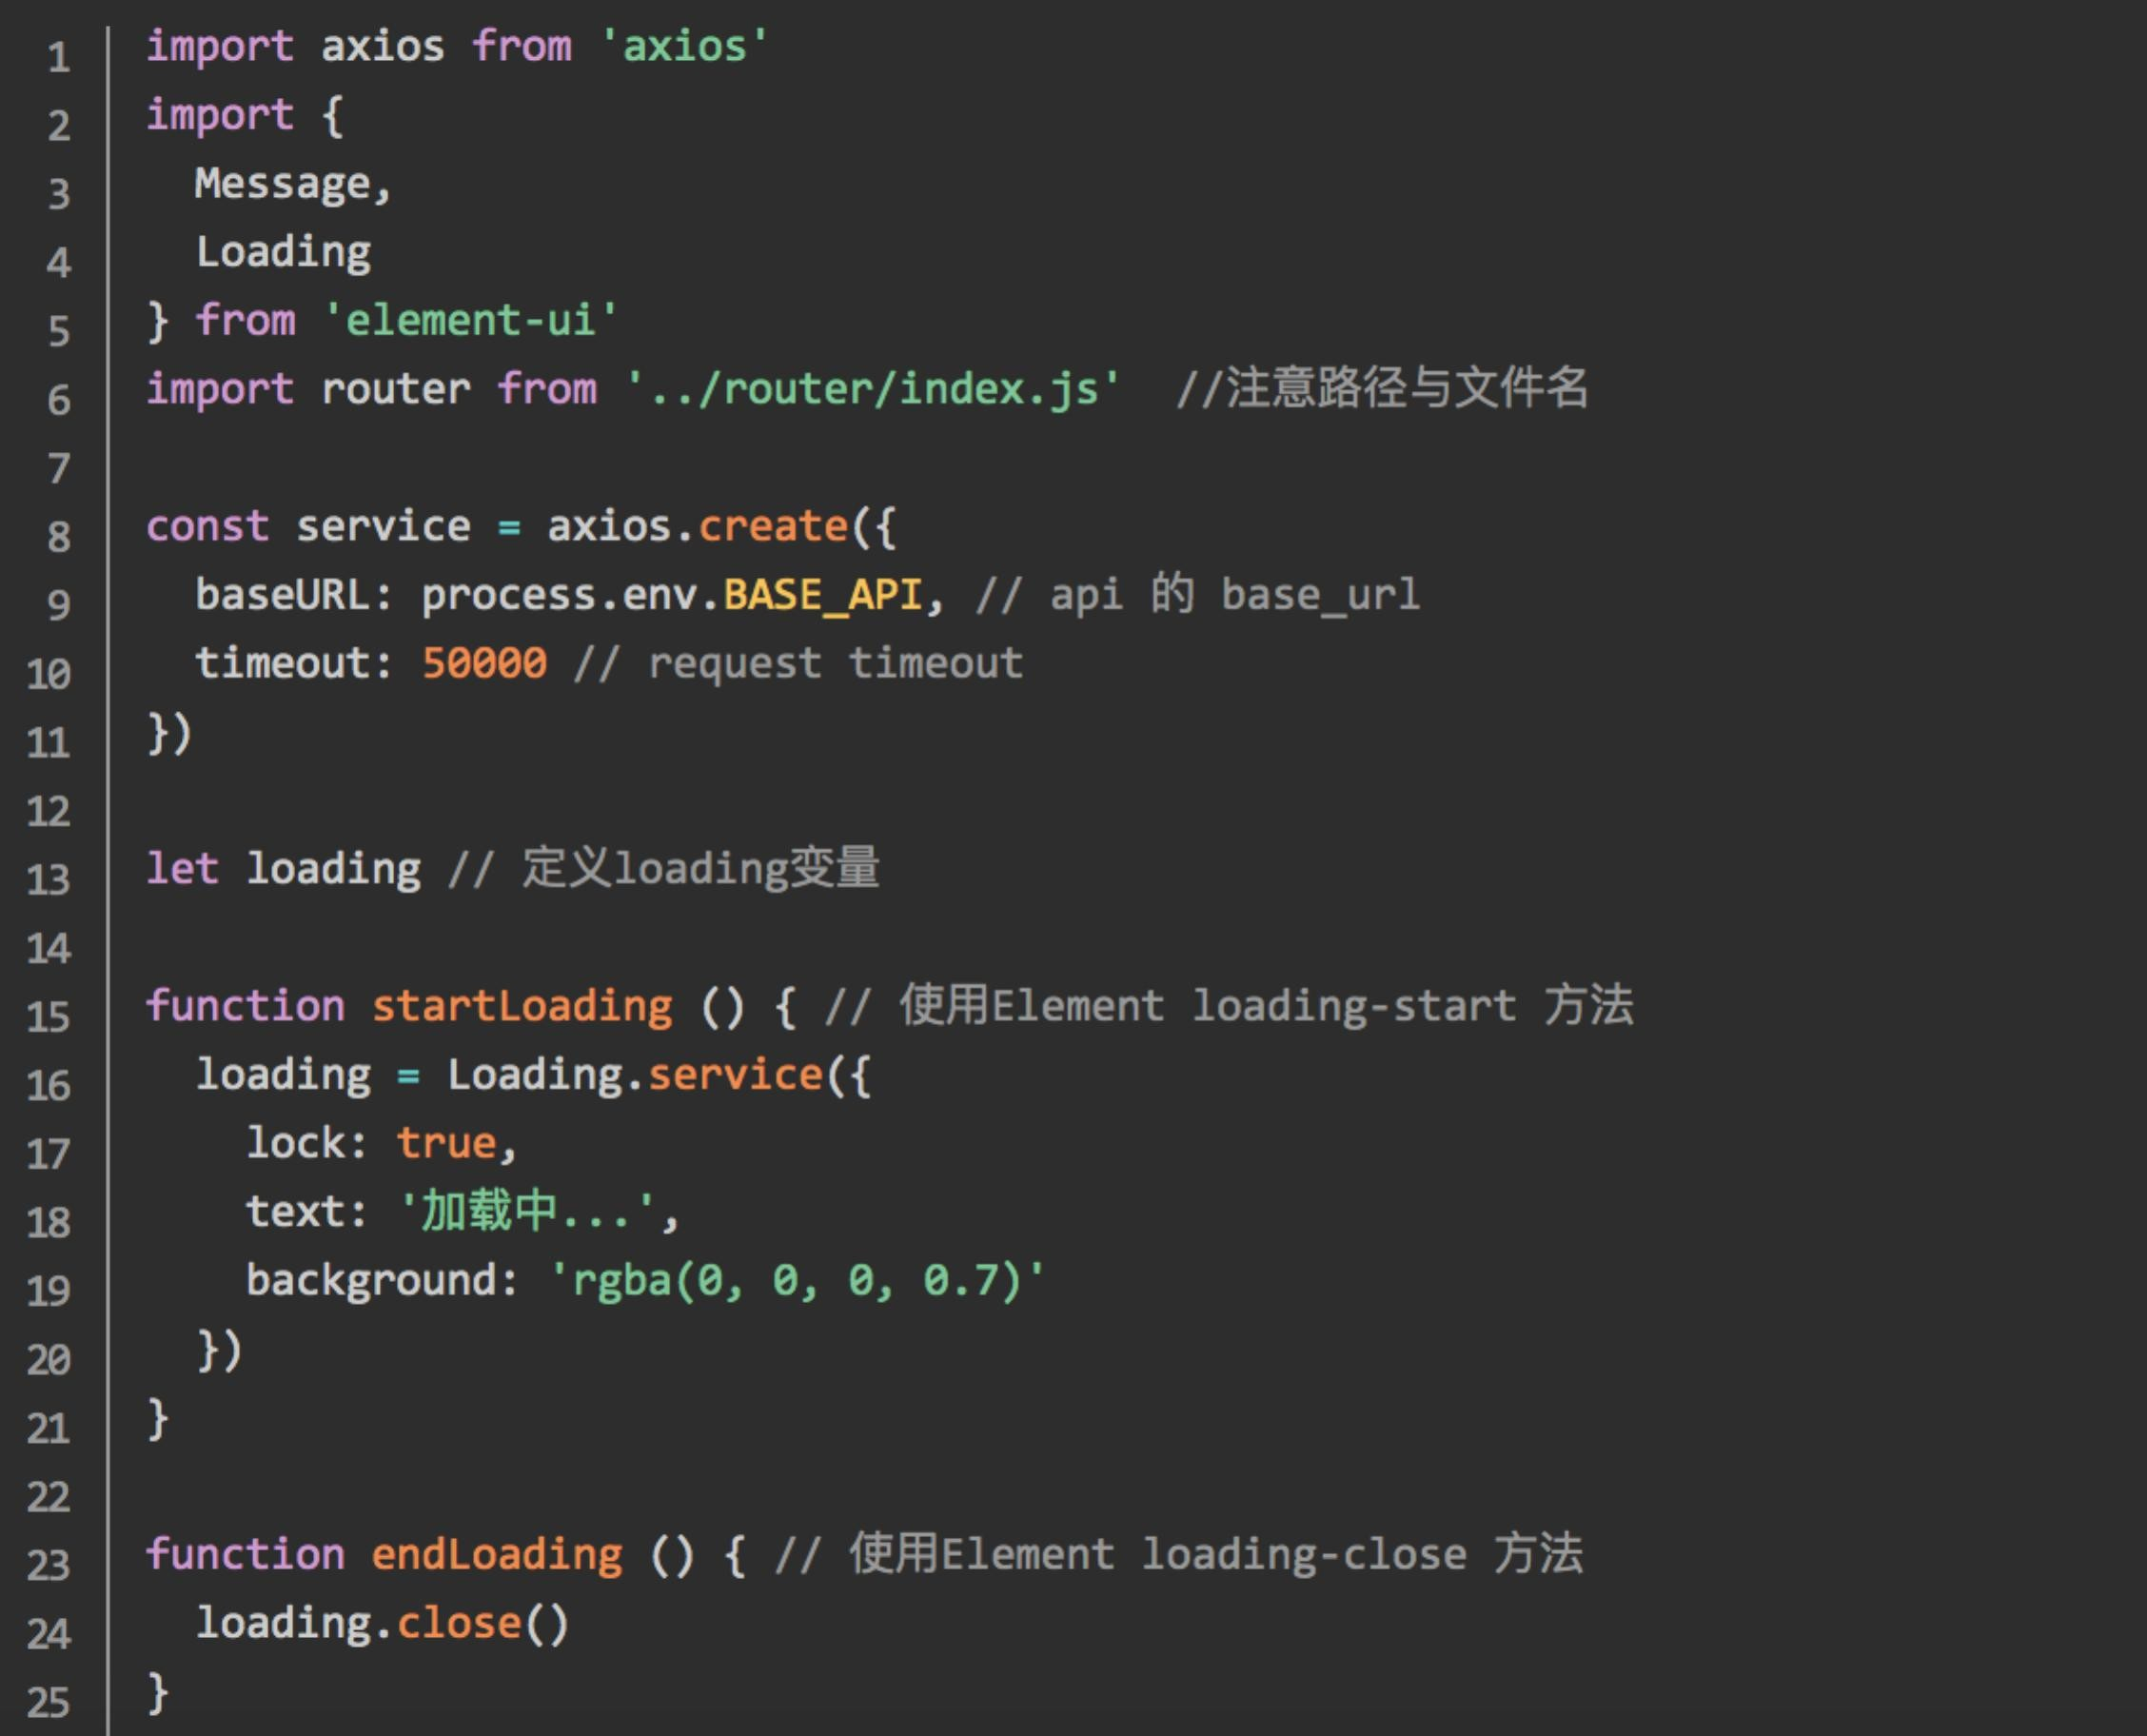 1 import axios from 'axios'
2 import {
3   Message,
4   Loading
5 } from 'element-ui'
6 import router from '../router/index.js'  //注意路径与文件名
7
8 const service = axios.create({
9   baseURL: process.env.BASE_API, // api 的 base_url
10   timeout: 50000 // request timeout
11 })
12
13 let loading // 定义loading变量
14
15 function startLoading () { // 使用Element loading-start 方法
16   loading = Loading.service({
17     lock: true,
18     text: '加载中...',
19     background: 'rgba(0, 0, 0, 0.7)'
20   })
21 }
22
23 function endLoading () { // 使用Element loading-close 方法
24   loading.close()
25 }